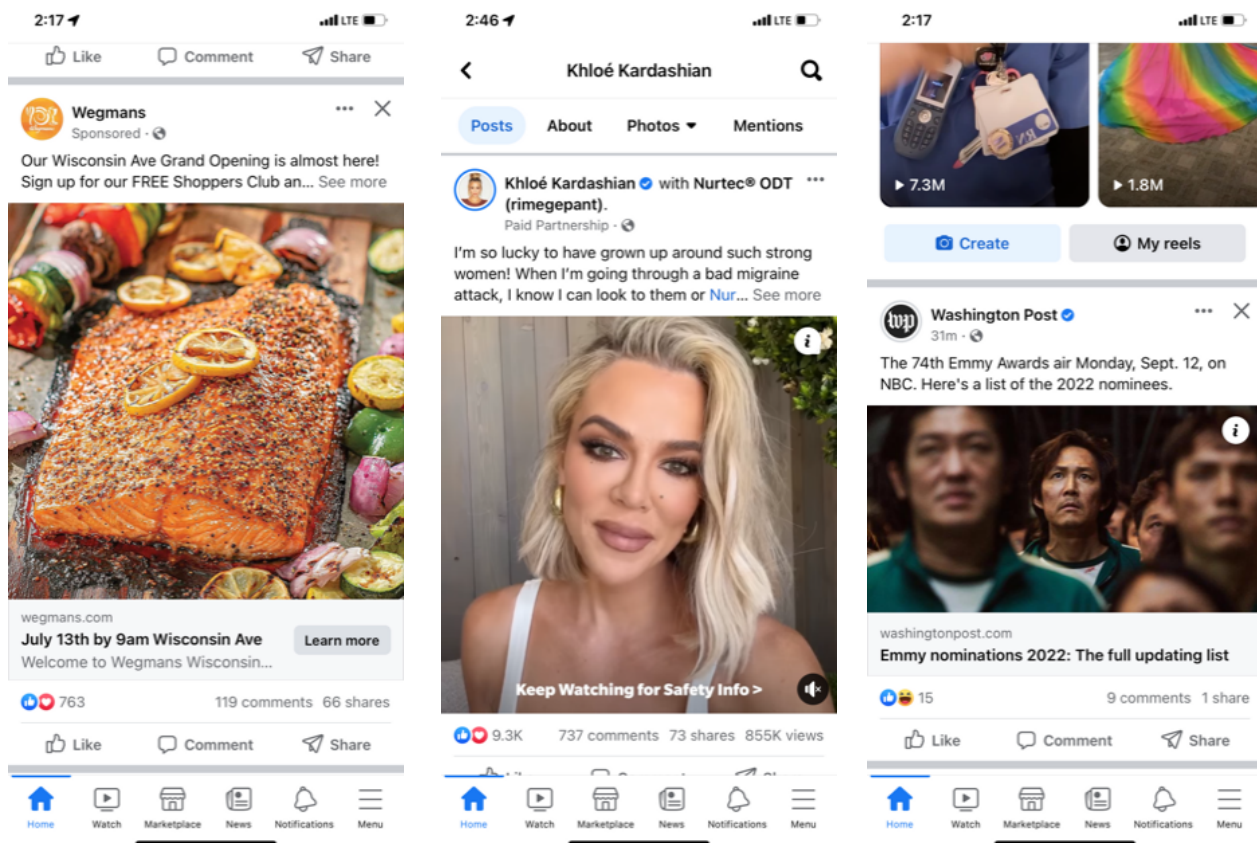 2:17
LTE
Like
Comment
Share
Wegmans
Sponsored ·
Our Wisconsin Ave Grand Opening is almost here!
Sign up for our FREE Shoppers Club an... See more
wegmans.com
July 13th by 9am Wisconsin Ave
Learn more
Welcome to Wegmans Wisconsin...
763
119 comments 66 shares
Like
Comment
Share
Home
Watch
Marketplace
News
Notifications
Menu
2:46
LTE
Khloé Kardashian
Posts
About
Photos
Mentions
Khloé Kardashian with Nurtec® ODT
(rimegepant).
Paid Partnership ·
I'm so lucky to have grown up around such strong
women! When I'm going through a bad migraine
attack, I know I can look to them or Nur... See more
Keep Watching for Safety Info >
9.3K
737 comments 73 shares 855K views
Home
Watch
Marketplace
News
Notifications
Menu
2:17
LTE
RN
7.3M
1.8M
Create
My reels
wp
Washington Post
31m ·
The 74th Emmy Awards air Monday, Sept. 12, on
NBC. Here's a list of the 2022 nominees.
washingtonpost.com
Emmy nominations 2022: The full updating list
15
9 comments 1 share
Like
Comment
Share
Home
Watch
Marketplace
News
Notifications
Menu